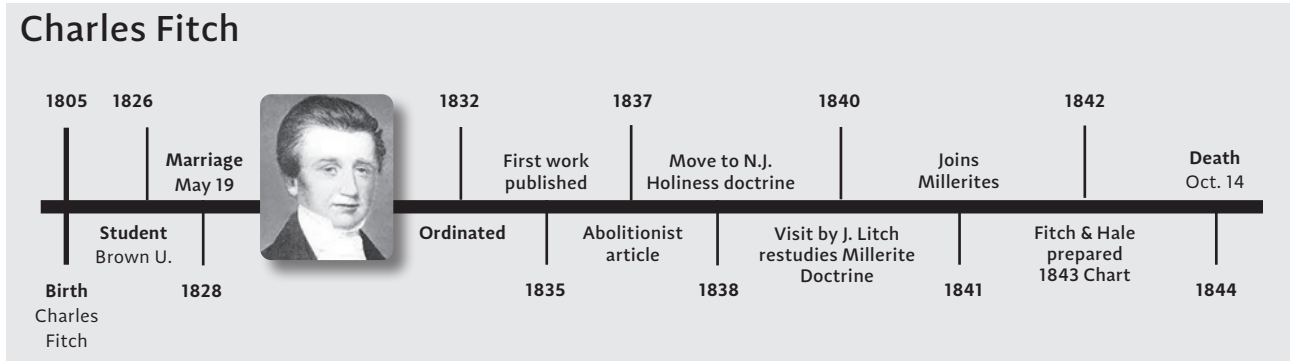 Charles Fitch
1805
1826
1832
1837
1840
1842
Marriage
May 19
First work
published
Move to N.J.
Holiness doctrine
Joins
Millerites
Death
Oct. 14
Student
Brown U.
Ordinated
Abolitionist
article
Visit by J. Litch
restudies Millerite
Doctrine
Fitch & Hale
prepared
1843 Chart
Birth
Charles
Fitch
1828
1835
1838
1841
1844